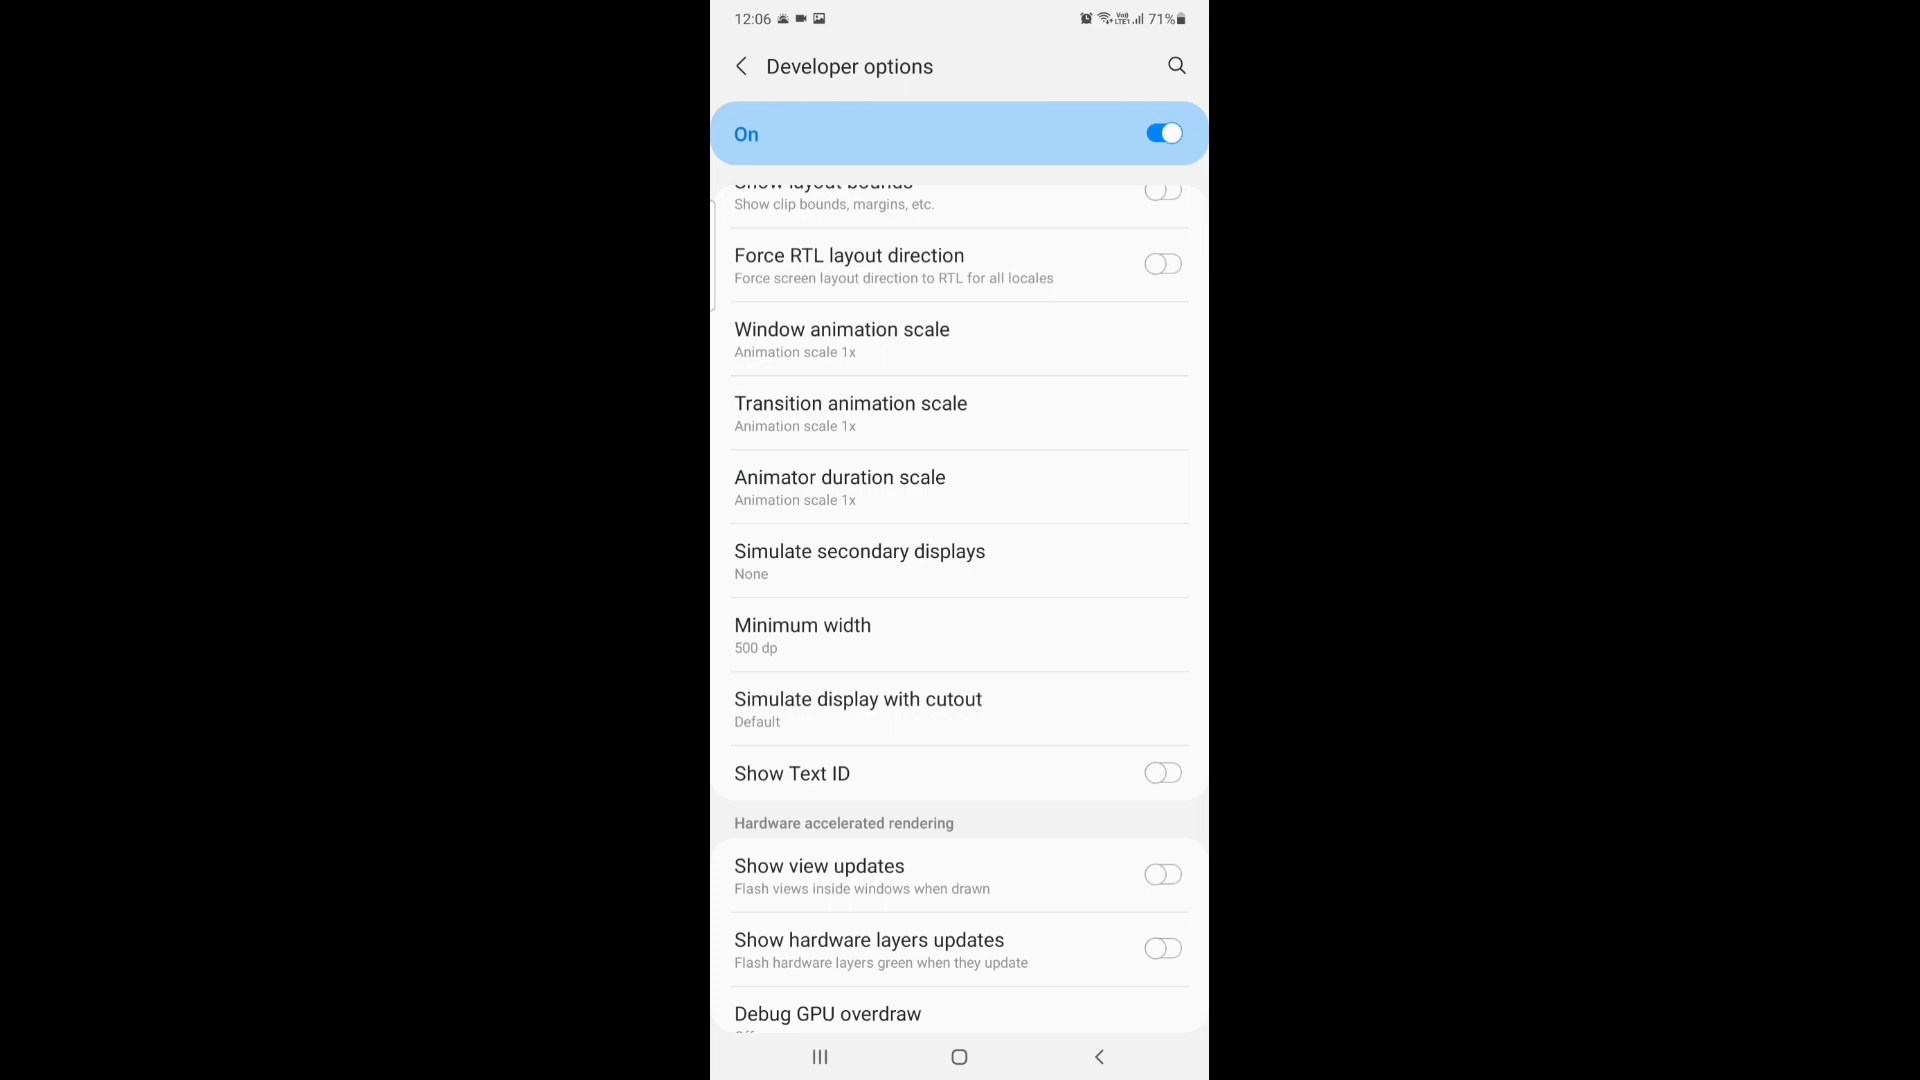 12:06
71%
Developer options
On
Show layout bounds
Show clip bounds, margins, etc.
Force RTL layout direction
Force screen layout direction to RTL for all locales
Window animation scale
Animation scale 1x
Transition animation scale
Animation scale 1x
Animator duration scale
Animation scale 1x
Simulate secondary displays
None
Minimum width
500 dp
Simulate display with cutout
Default
Show Text ID
Hardware accelerated rendering
Show view updates
Flash views inside windows when drawn
Show hardware layers updates
Flash hardware layers green when they update
Debug GPU overdraw